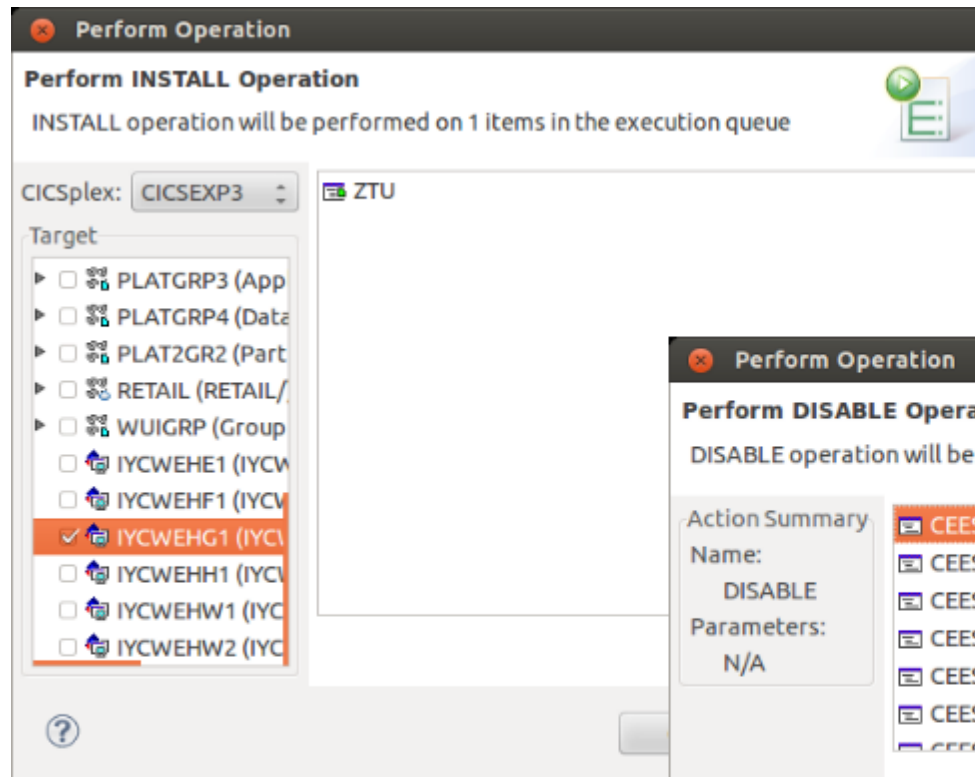 Perform Operation
Perform INSTALL Operation
INSTALL operation will be performed on 1 items in the execution queue
CICSplex: CICSEXP3
ZTU
Target
PLATGRP3 (App
PLATGRP4 (Data
PLAT2GR2 (Part
RETAIL (RETAIL/
WUIGRP (Group
IYCWEHE1 (IYCW
IYCWEHF1 (IYCV
IYCWEHG1 (IYCV
IYCWEHH1 (IYCV
IYCWEHW1 (IYC
IYCWEHW2 (IYC
?
Perform Operation
Perform DISABLE Opera
DISABLE operation will be
Action Summary
Name:
DISABLE
Parameters:
N/A
CEES
CEES
CEES
CEES
CEES
CEES